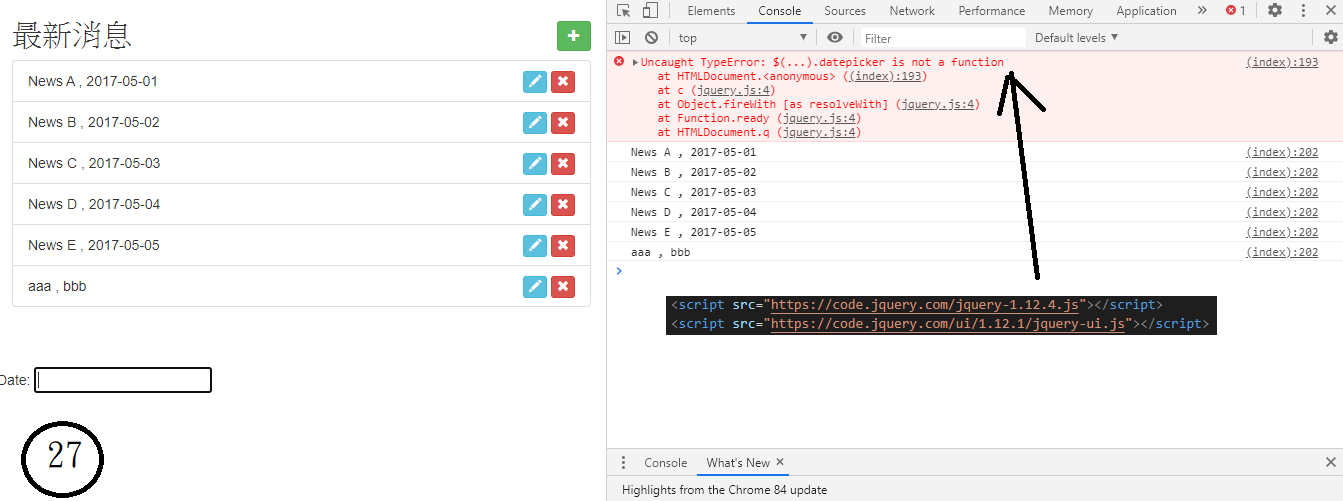 最新消息
News A , 2017-05-01
News B , 2017-05-02
News C , 2017-05-03
News D , 2017-05-04
News E , 2017-05-05
aaa , bbb
Date:
27
Elements Console Sources Network Performance Memory Application » 1
top Filter Default levels
Uncaught TypeError: $(...).datepicker is not a function (index):193
at HTMLDocument.<anonymous> ((index):193)
at c (jquery.js:4)
at Object.fireWith [as resolveWith] (jquery.js:4)
at Function.ready (jquery.js:4)
at HTMLDocument.q (jquery.js:4)
News A , 2017-05-01 (index):202
News B , 2017-05-02 (index):202
News C , 2017-05-03 (index):202
News D , 2017-05-04 (index):202
News E , 2017-05-05 (index):202
aaa , bbb (index):202
<script src="https://code.jquery.com/jquery-1.12.4.js"></script>
<script src="https://code.jquery.com/ui/1.12.1/jquery-ui.js"></script>
Console What's New
Highlights from the Chrome 84 update